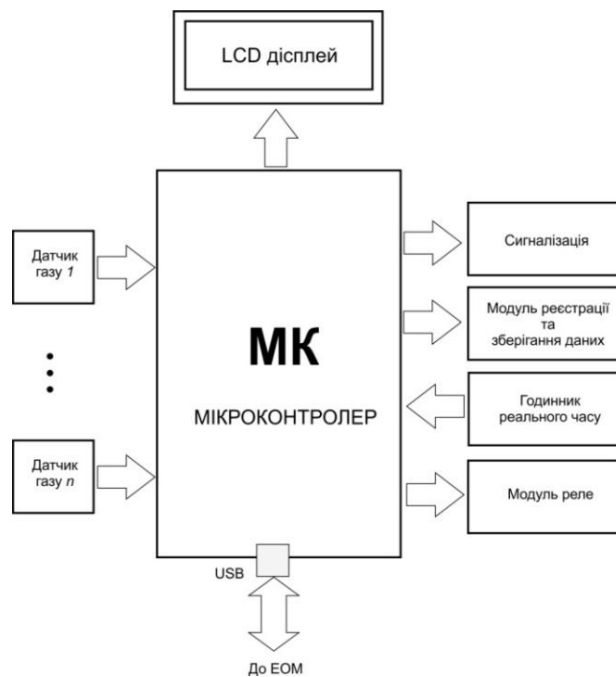 LCD дісплей
Датчик
газу 1
Датчик
газу n
МК
МІКРОКОНТРОЛЕР
Сигналізація
Модуль реєстрації
та
зберігання даних
Годинник
реального часу
Модуль реле
USB
До ЕОМ